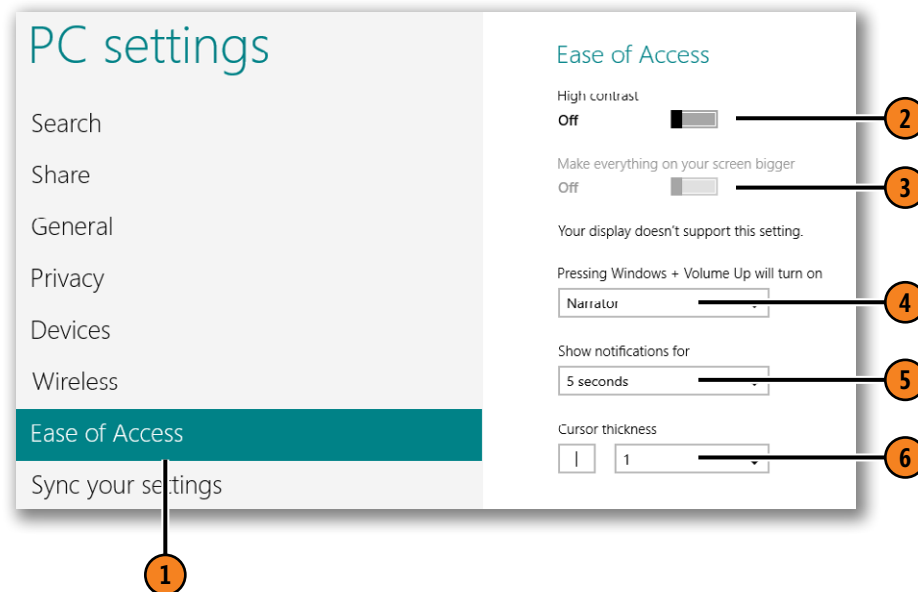 PC settings
Search
Share
General
Privacy
Devices
Wireless
Ease of Access
Sync your settings
Ease of Access
High contrast
Off
2
Make everything on your screen bigger
Off
3
Your display doesn't support this setting.
Pressing Windows + Volume Up will turn on
Narrator
4
Show notifications for
5 seconds
5
Cursor thickness
1
6
1